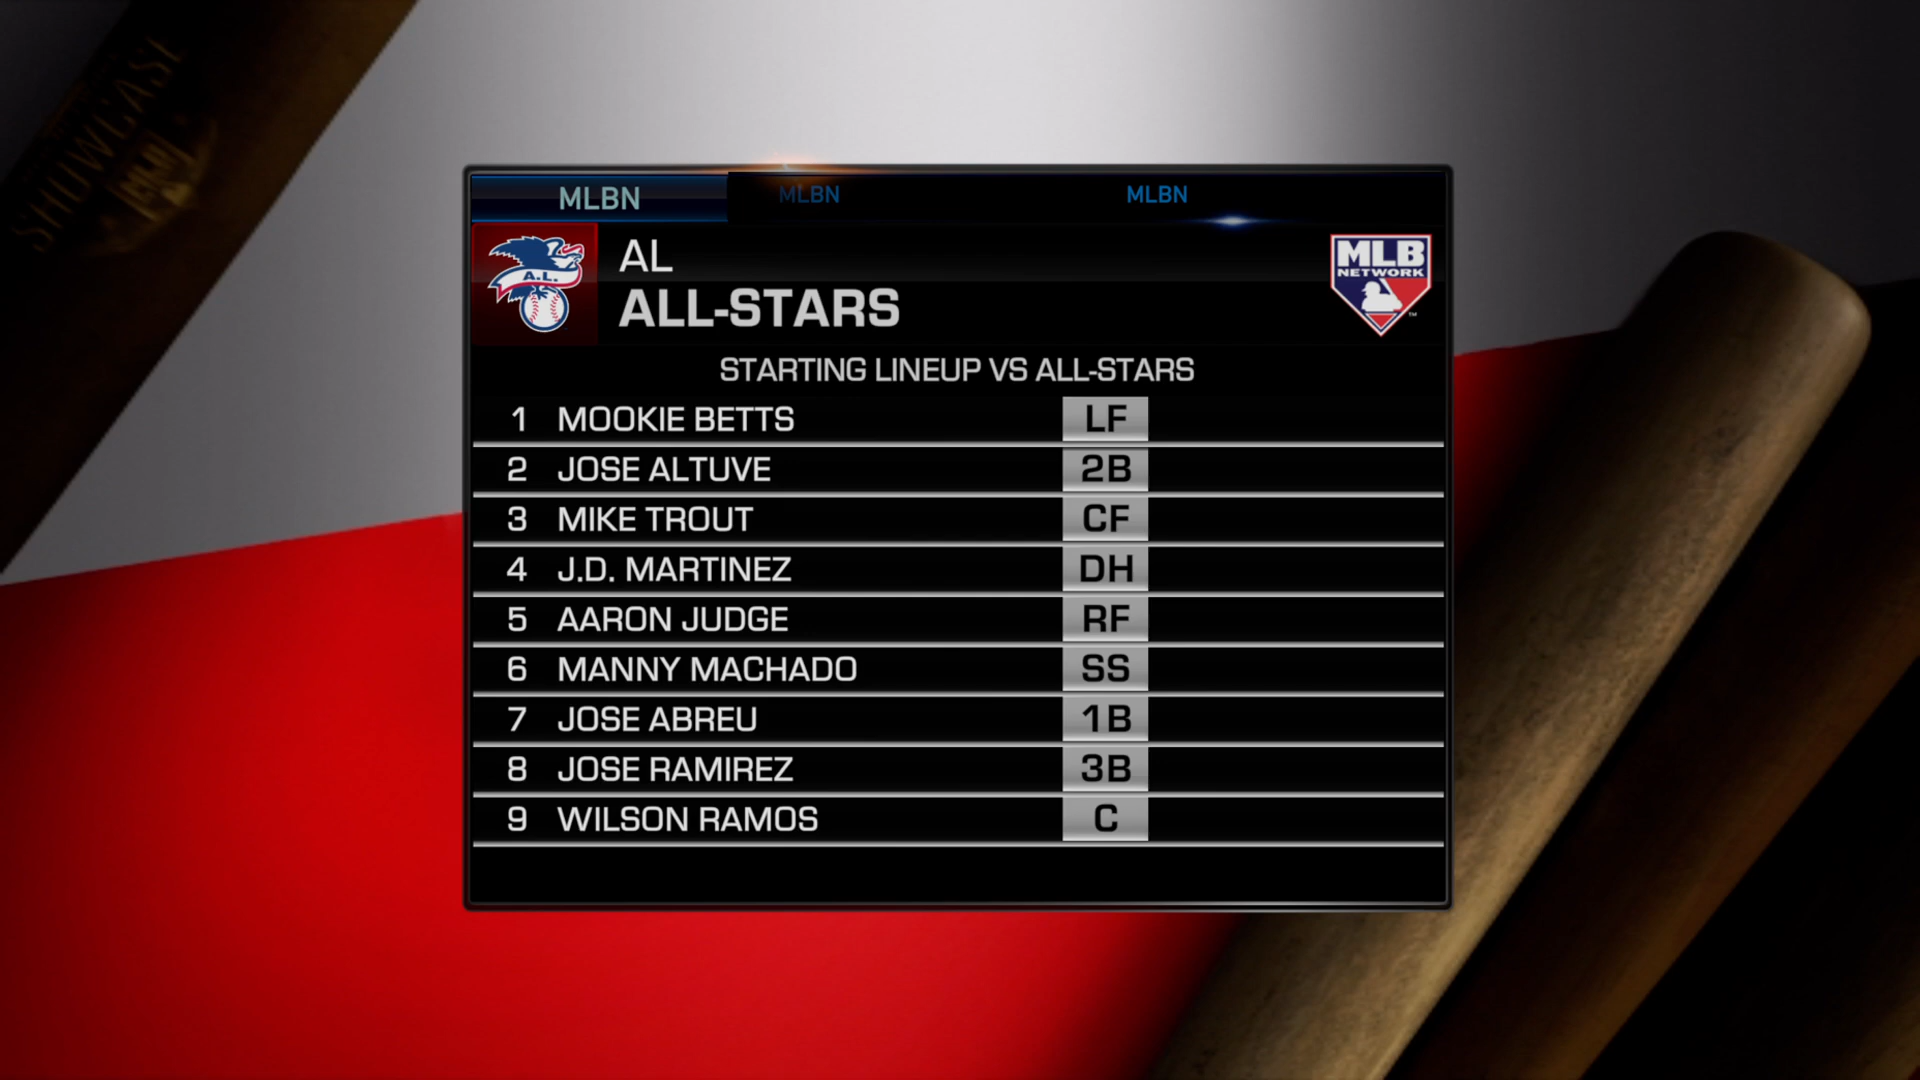 SHOWCASE
MLBN MLBN MLBN
A.L.
AL
ALL-STARS
MLB
NETWORK
TM
STARTING LINEUP VS ALL-STARS
1 MOOKIE BETTS LF
2 JOSE ALTUVE 2B
3 MIKE TROUT CF
4 J.D. MARTINEZ DH
5 AARON JUDGE RF
6 MANNY MACHADO SS
7 JOSE ABREU 1B
8 JOSE RAMIREZ 3B
9 WILSON RAMOS C